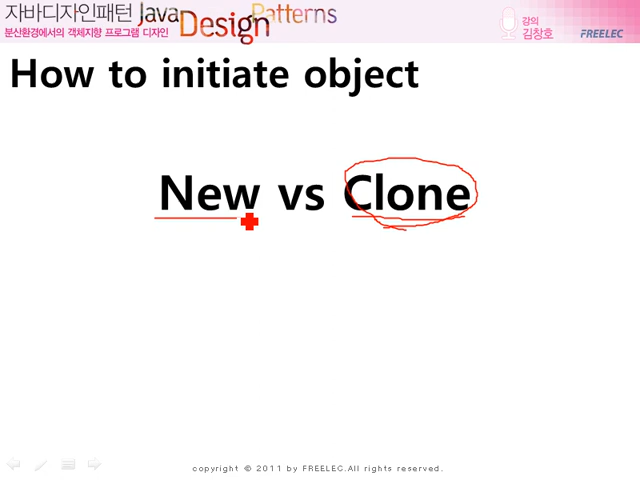 자바디자인패턴 Java Design Patterns
분산환경에서의 객체지향 프로그램 디자인
강의
김창호
FREELEC
How to initiate object
New vs Clone
copyright © 2011 by FREELEC.All rights reserved.